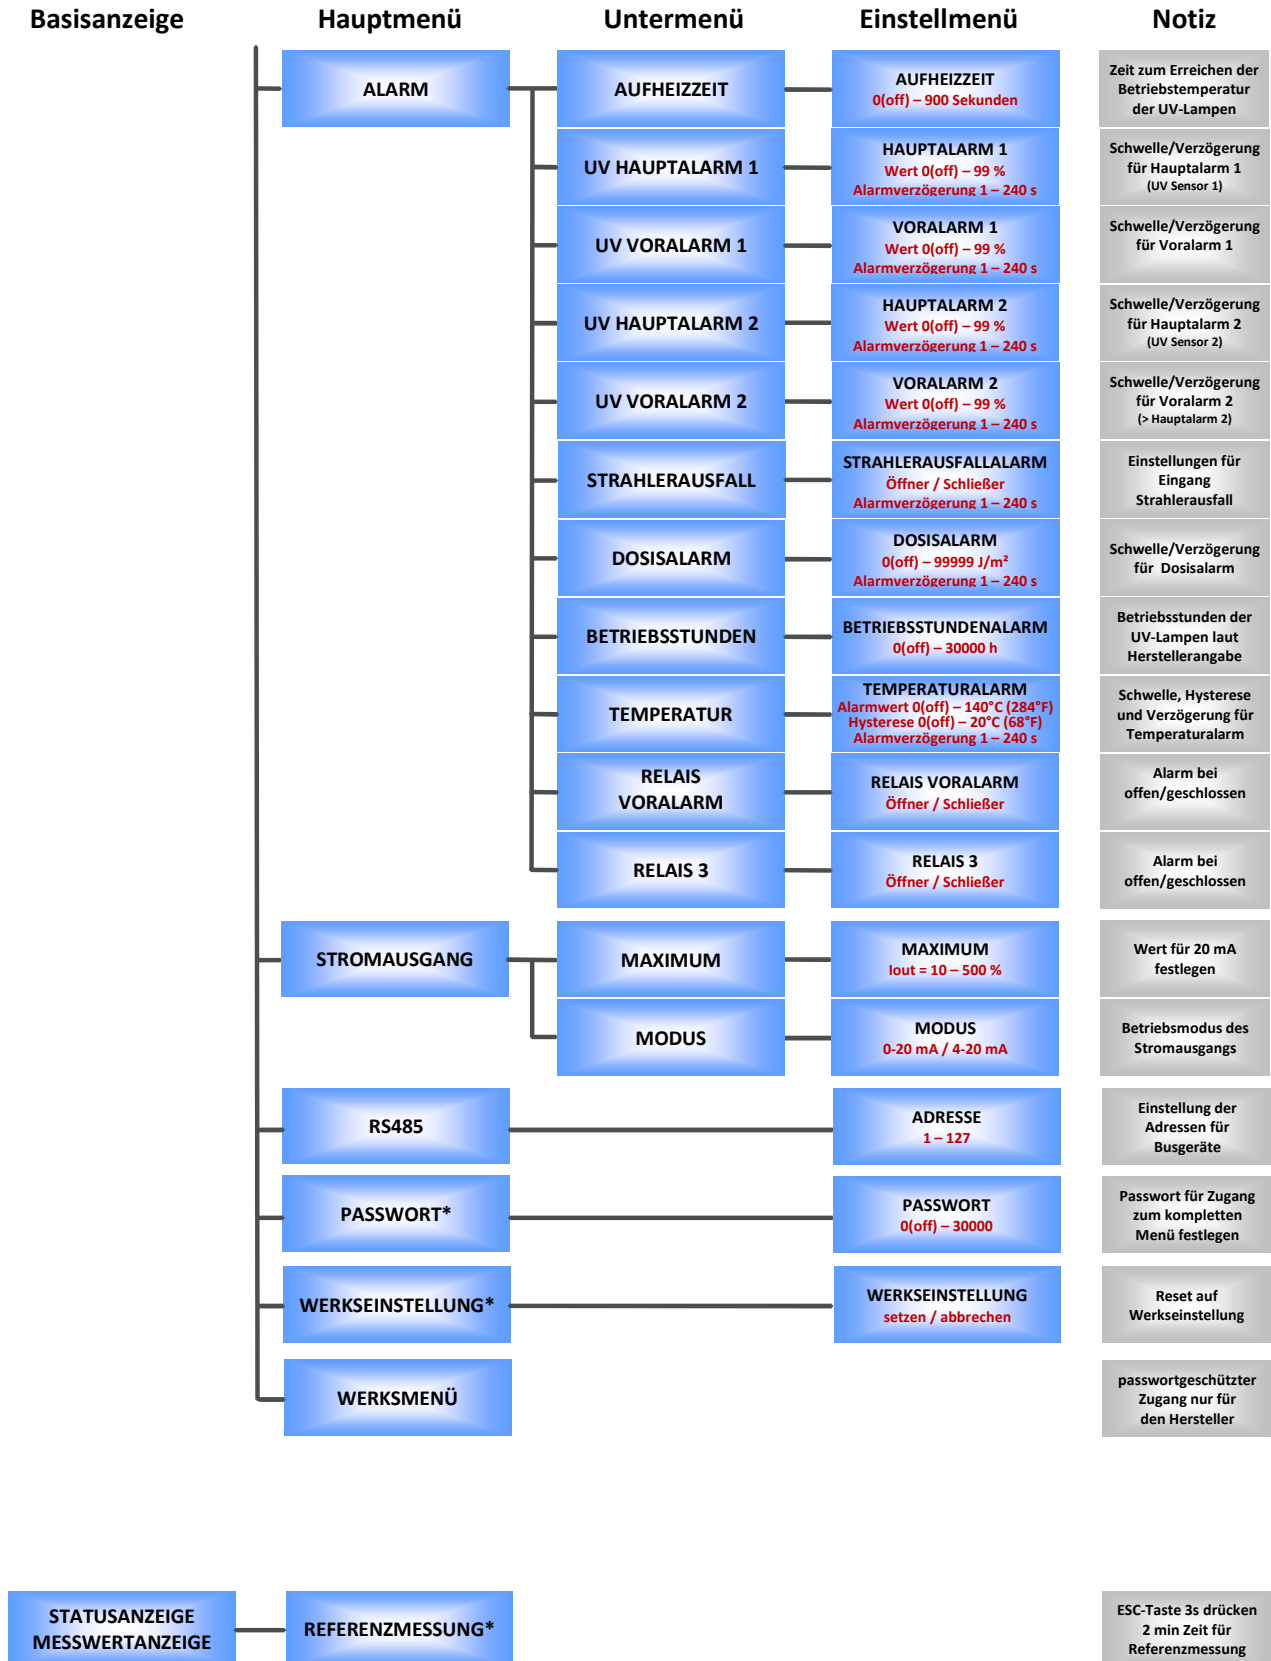 Basisanzeige Hauptmenü Untermenü Einstellmenü Notiz
ALARM
AUFHEIZZEIT
AUFHEIZZEIT
0(off) – 900 Sekunden
Zeit zum Erreichen der
Betriebstemperatur
der UV-Lampen
UV HAUPTALARM 1
HAUPTALARM 1
Wert 0(off) – 99 %
Alarmverzögerung 1 – 240 s
Schwelle/Verzögerung
für Hauptalarm 1
(UV Sensor 1)
UV VORALARM 1
VORALARM 1
Wert 0(off) – 99 %
Alarmverzögerung 1 – 240 s
Schwelle/Verzögerung
für Voralarm 1
UV HAUPTALARM 2
HAUPTALARM 2
Wert 0(off) – 99 %
Alarmverzögerung 1 – 240 s
Schwelle/Verzögerung
für Hauptalarm 2
(UV Sensor 2)
UV VORALARM 2
VORALARM 2
Wert 0(off) – 99 %
Alarmverzögerung 1 – 240 s
Schwelle/Verzögerung
für Voralarm 2
(> Hauptalarm 2)
STRAHLERAUSFALL
STRAHLERAUSFALLALARM
Öffner / Schließer
Alarmverzögerung 1 – 240 s
Einstellungen für
Eingang
Strahlerausfall
DOSISALARM
DOSISALARM
0(off) – 99999 J/m²
Alarmverzögerung 1 – 240 s
Schwelle/Verzögerung
für Dosisalarm
BETRIEBSSTUNDEN
BETRIEBSSTUNDENALARM
0(off) – 30000 h
Betriebsstunden der
UV-Lampen laut
Herstellerangabe
TEMPERATUR
TEMPERATURALARM
Alarmwert 0(off) – 140°C (284°F)
Hysterese 0(off) – 20°C (68°F)
Alarmverzögerung 1 – 240 s
Schwelle, Hysterese
und Verzögerung für
Temperaturalarm
RELAIS
VORALARM
RELAIS VORALARM
Öffner / Schließer
Alarm bei
offen/geschlossen
RELAIS 3
RELAIS 3
Öffner / Schließer
Alarm bei
offen/geschlossen
STROMAUSGANG
MAXIMUM
MAXIMUM
Iout = 10 – 500 %
Wert für 20 mA
festlegen
MODUS
MODUS
0-20 mA / 4-20 mA
Betriebsmodus des
Stromausgangs
RS485
ADRESSE
1 – 127
Einstellung der
Adressen für
Busgeräte
PASSWORT*
PASSWORT
0(off) – 30000
Passwort für Zugang
zum kompletten
Menü festlegen
WERKSEINSTELLUNG*
WERKSEINSTELLUNG
setzen / abbrechen
Reset auf
Werkseinstellung
WERKSMENÜ
passwortgeschützter
Zugang nur für
den Hersteller
STATUSANZEIGE
MESSWERTANZEIGE
REFERENZMESSUNG*
ESC-Taste 3s drücken
2 min Zeit für
Referenzmessung